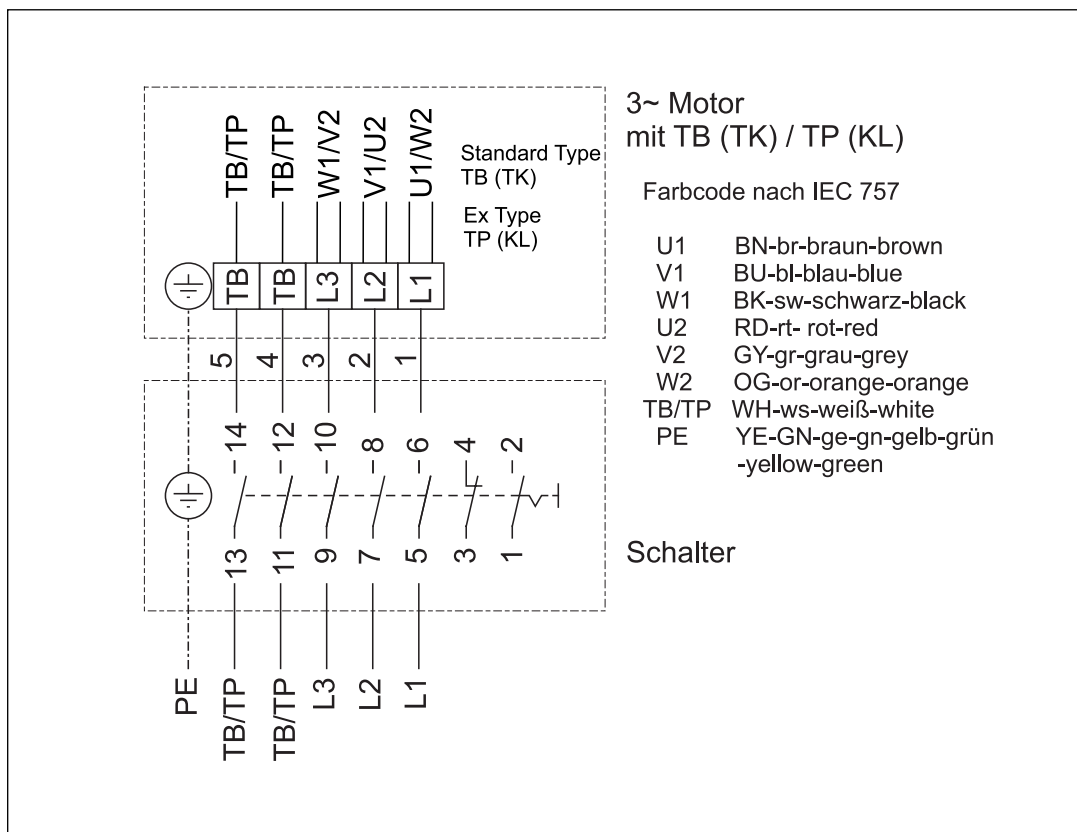 3~ Motor
mit TB (TK) / TP (KL)
Farbcode nach IEC 757
U1 BN-br-braun-brown
V1 BU-bl-blau-blue
W1 BK-sw-schwarz-black
U2 RD-rt- rot-red
V2 GY-gr-grau-grey
W2 OG-or-orange-orange
TB/TP WH-ws-weiß-white
PE YE-GN-ge-gn-gelb-grün
-yellow-green
Standard Type
TB (TK)
Ex Type
TP (KL)
TB/TP TB/TP W1/V2 V1/U2 U1/W2
TB TB L3 L2 L1
5 4 3 2 1
14 12 10 8 6 4 2
13 11 9 7 5 3 1
Schalter
PE TB/TP TB/TP L3 L2 L1